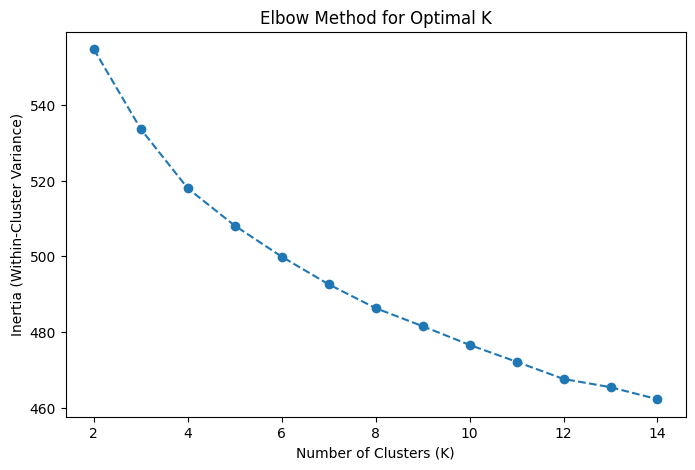 Elbow Method for Optimal K
Inertia (Within-Cluster Variance)
540
520
500
480
460
2 4 6 8 10 12 14
Number of Clusters (K)